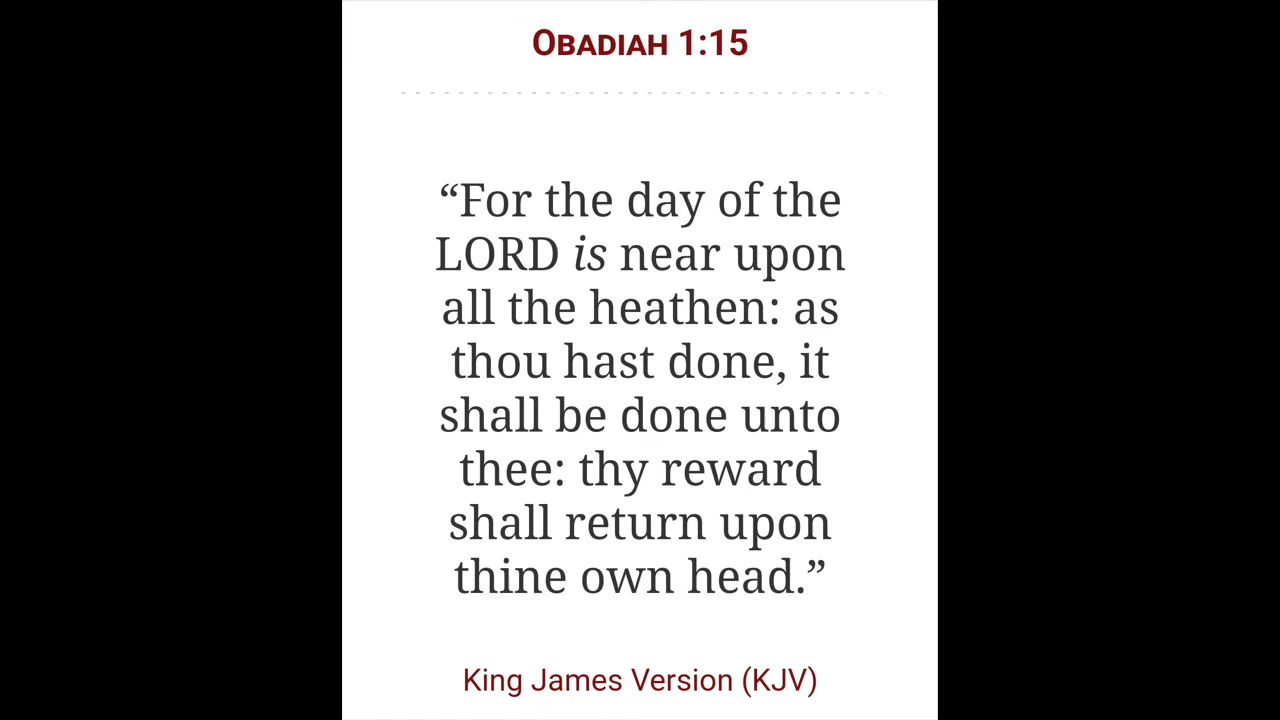 Obadiah 1:15
“For the day of the
LORD is near upon
all the heathen: as
thou hast done, it
shall be done unto
thee: thy reward
shall return upon
thine own head.”
King James Version (KJV)